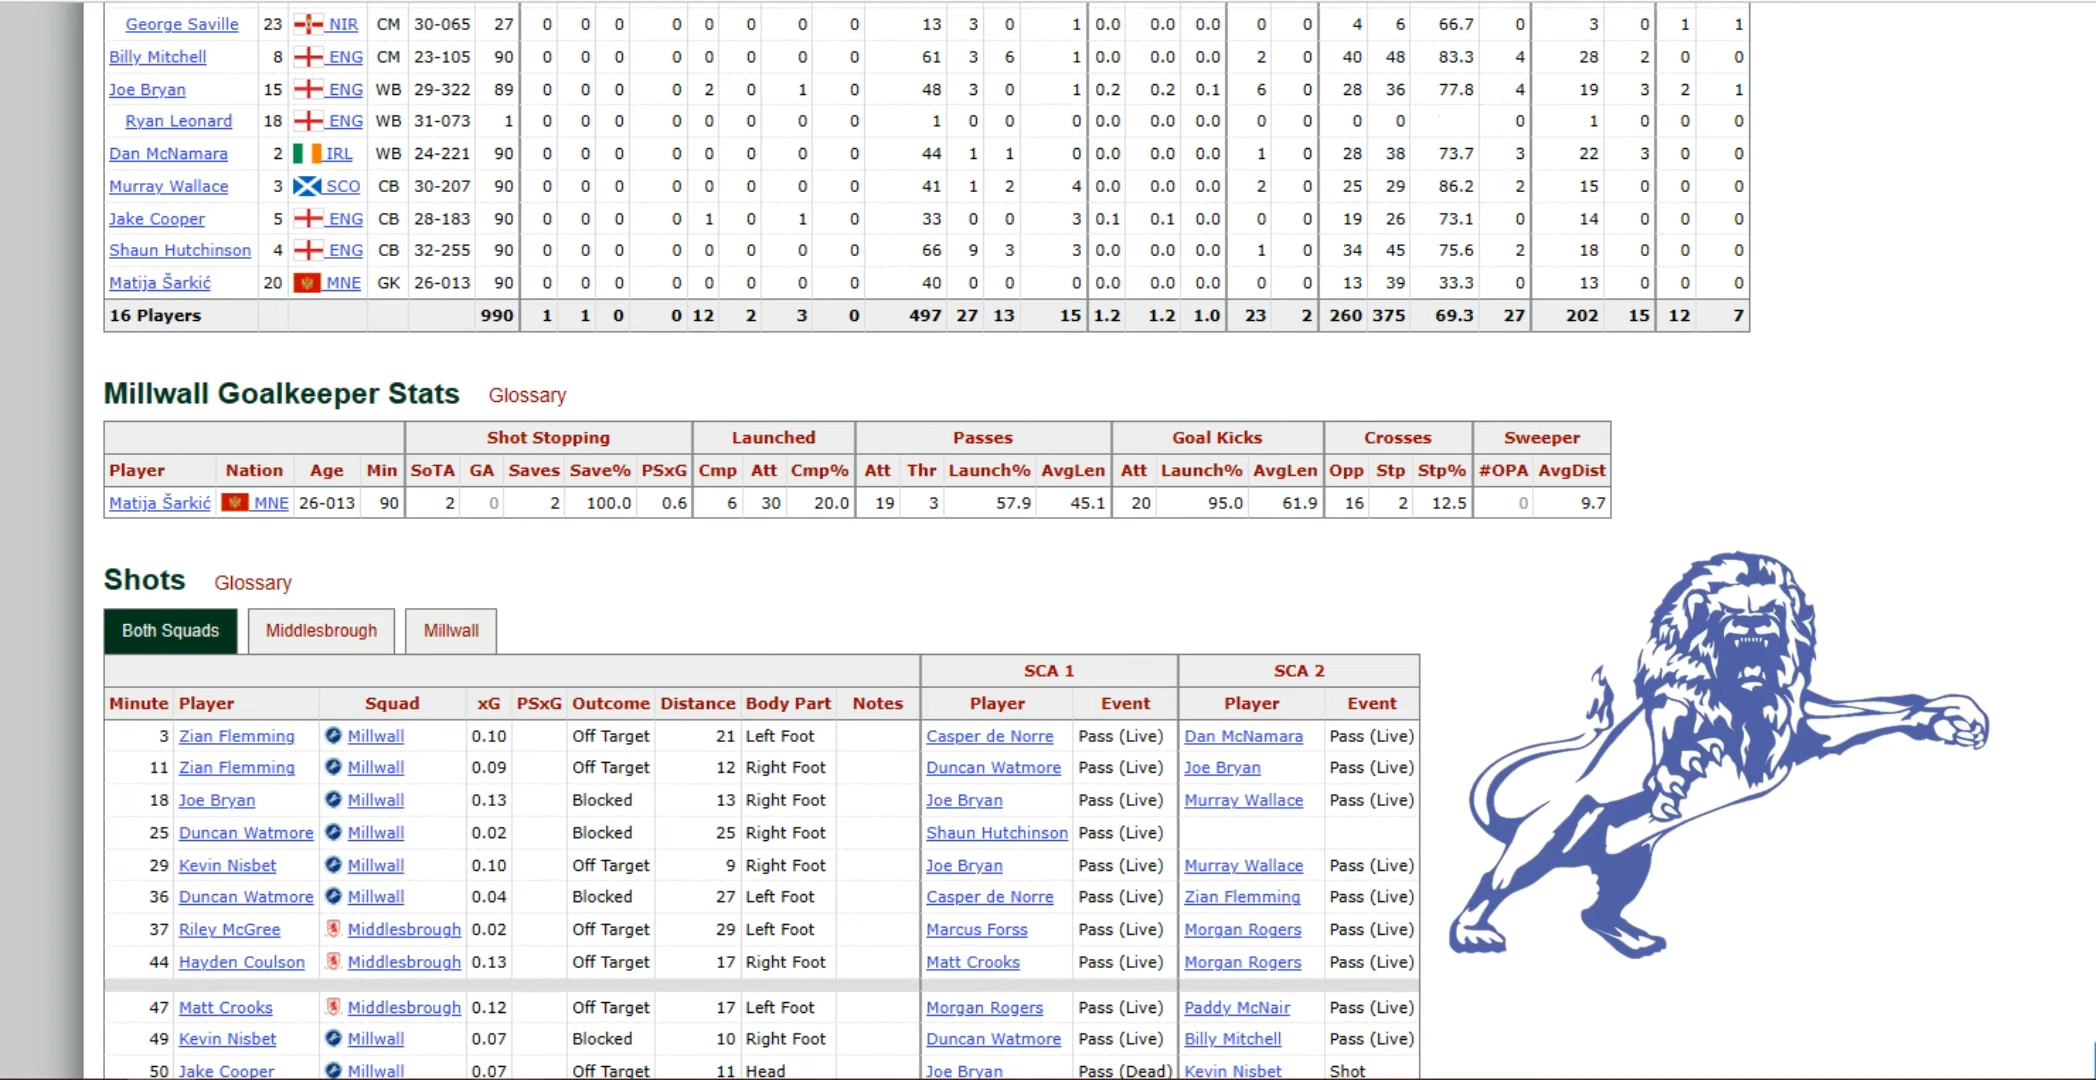 George Saville 23 NIR CM 30-065 27 0 0 0 0 0 0 0 0 13 3 0 1 0.0 0.0 0.0 0 0 4 6 66.7 0 3 0 1 1
Billy Mitchell 8 ENG CM 23-105 90 0 0 0 0 0 0 0 0 61 3 6 1 0.0 0.0 0.0 2 0 40 48 83.3 4 28 2 0 0
Joe Bryan 15 ENG WB 29-322 89 0 0 0 0 2 0 1 0 48 3 0 1 0.2 0.2 0.1 6 0 28 36 77.8 4 19 3 2 1
Ryan Leonard 18 ENG WB 31-073 1 0 0 0 0 0 0 0 0 1 0 0 0 0.0 0.0 0.0 0 0 0 0 0 1 0 0 0
Dan McNamara 2 IRL WB 24-221 90 0 0 0 0 0 0 0 0 44 1 1 0 0.0 0.0 0.0 1 0 28 38 73.7 3 22 3 0 0
Murray Wallace 3 SCO CB 30-207 90 0 0 0 0 0 0 0 0 41 1 2 4 0.0 0.0 0.0 2 0 25 29 86.2 2 15 0 0 0
Jake Cooper 5 ENG CB 28-183 90 0 0 0 0 1 0 1 0 33 0 0 3 0.1 0.1 0.0 0 0 19 26 73.1 0 14 0 0 0
Shaun Hutchinson 4 ENG CB 32-255 90 0 0 0 0 0 0 0 0 66 9 3 3 0.0 0.0 0.0 1 0 34 45 75.6 2 18 0 0 0
Matija Šarkić 20 MNE GK 26-013 90 0 0 0 0 0 0 0 0 40 0 0 0 0.0 0.0 0.0 0 0 13 39 33.3 0 13 0 0 0
16 Players 990 1 1 0 0 12 2 3 0 497 27 13 15 1.2 1.2 1.0 23 2 260 375 69.3 27 202 15 12 7
Millwall Goalkeeper Stats Glossary
Shot Stopping Launched Passes Goal Kicks Crosses Sweeper
Player Nation Age Min SoTA GA Saves Save% PSxG Cmp Att Cmp% Att Thr Launch% AvgLen Att Launch% AvgLen Opp Stp Stp% #OPA AvgDist
Matija Šarkić MNE 26-013 90 2 0 2 100.0 0.6 6 30 20.0 19 3 57.9 45.1 20 95.0 61.9 16 2 12.5 0 9.7
Shots Glossary
Both Squads Middlesbrough Millwall
SCA 1 SCA 2
Minute Player Squad xG PSxG Outcome Distance Body Part Notes Player Event Player Event
3 Zian Flemming Millwall 0.10 Off Target 21 Left Foot Casper de Norre Pass (Live) Dan McNamara Pass (Live)
11 Zian Flemming Millwall 0.09 Off Target 12 Right Foot Duncan Watmore Pass (Live) Joe Bryan Pass (Live)
18 Joe Bryan Millwall 0.13 Blocked 13 Right Foot Joe Bryan Pass (Live) Murray Wallace Pass (Live)
25 Duncan Watmore Millwall 0.02 Blocked 25 Right Foot Shaun Hutchinson Pass (Live)
29 Kevin Nisbet Millwall 0.10 Off Target 9 Right Foot Joe Bryan Pass (Live) Murray Wallace Pass (Live)
36 Duncan Watmore Millwall 0.04 Blocked 27 Left Foot Casper de Norre Pass (Live) Zian Flemming Pass (Live)
37 Riley McGree Middlesbrough 0.02 Off Target 29 Left Foot Marcus Forss Pass (Live) Morgan Rogers Pass (Live)
44 Hayden Coulson Middlesbrough 0.13 Off Target 17 Right Foot Matt Crooks Pass (Live) Morgan Rogers Pass (Live)
47 Matt Crooks Middlesbrough 0.12 Off Target 17 Left Foot Morgan Rogers Pass (Live) Paddy McNair Pass (Live)
49 Kevin Nisbet Millwall 0.07 Blocked 10 Right Foot Duncan Watmore Pass (Live) Billy Mitchell Pass (Live)
50 Jake Cooper Millwall 0.07 11 Head Joe Bryan Pass (Dead) Kevin Nisbet Shot